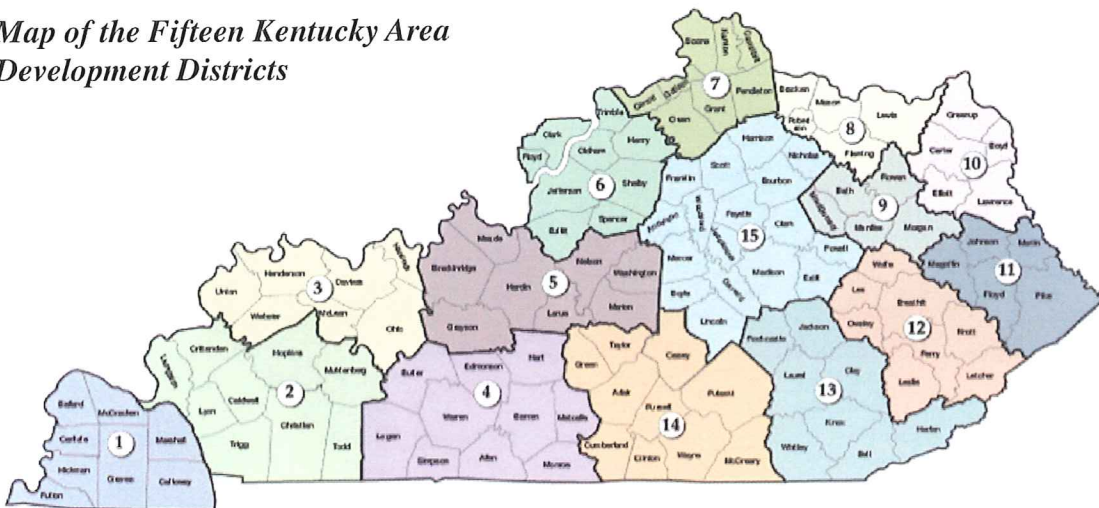 Map of the Fifteen Kentucky Area
Development Districts
Boone
Kenton
Campbell
Carroll
Gallatin
7
Pendleton
Grant
Owen
Bracken
Mason
Robert
son
8
Lewis
Fleming
Greenup
Carter
Boyd
10
Elliott
Lawrence
Trimble
Clark
Floyd
Oldham
Henry
Jefferson
6
Shelby
Spencer
Bullitt
Harrison
Nicholas
Scott
Franklin
Bourbon
Woodford
Fayette
Anderson
Jessamine
15
Clark
Powell
Mercer
Madison
Estill
Boyle
Garrard
Lincoln
Bath
Rowan
9
Montgomery
Menifee
Morgan
Johnson
Martin
Magoffin
11
Floyd
Pike
Meade
Breckinridge
Nelson
Washington
Hardin
5
Larue
Marion
Grayson
Hancock
Henderson
Daviess
Union
3
Webster
McLean
Ohio
Wolfe
Lee
Breathitt
Owsley
12
Knott
Perry
Leslie
Letcher
Crittenden
Livingston
Hopkins
Muhlenberg
Caldwell
2
Lyon
Christian
Trigg
Todd
Butler
Edmonson
Hart
4
Warren
Barren
Metcalfe
Logan
Simpson
Allen
Monroe
Taylor
Green
Casey
Adair
Pulaski
Russell
14
Cumberland
Clinton
Wayne
McCreary
Rockcastle
Jackson
Laurel
Clay
13
Knox
Whitley
Bell
Harlan
Ballard
McCracken
Carlisle
1
Marshall
Hickman
Graves
Calloway
Fulton